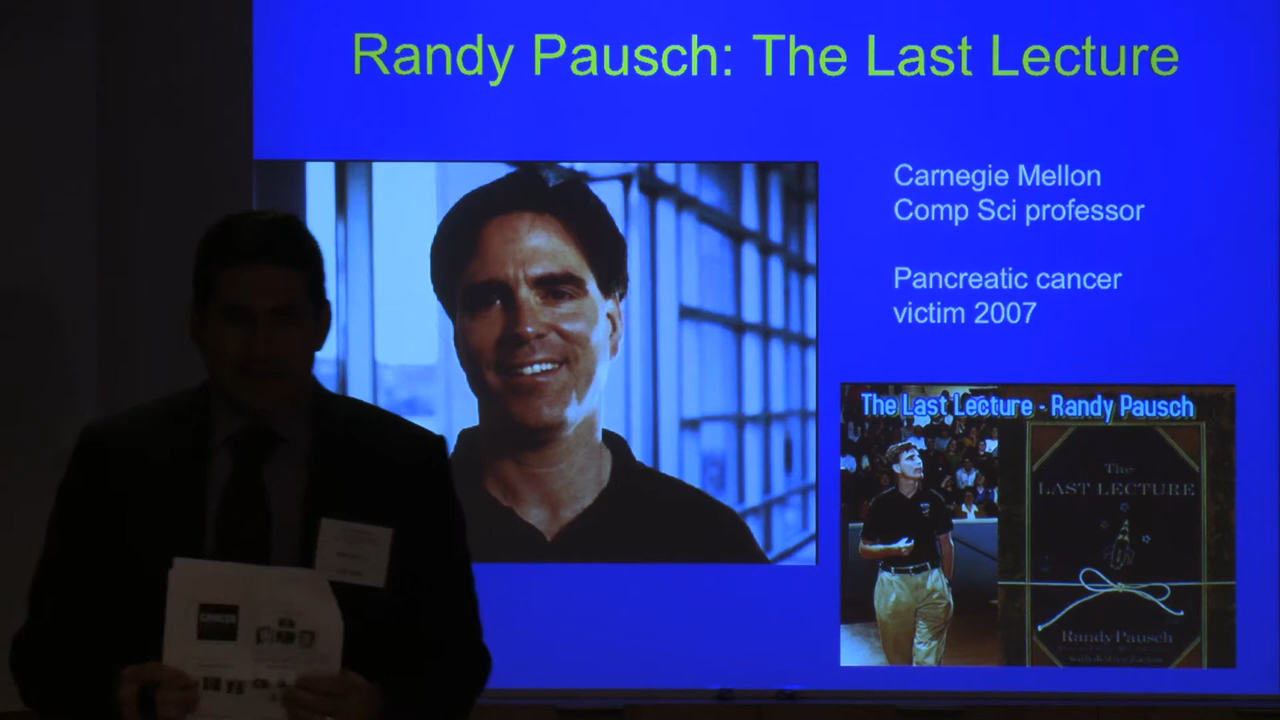 Randy Pausch: The Last Lecture
Carnegie Mellon
Comp Sci professor
Pancreatic cancer
victim 2007
The Last Lecture - Randy Pausch
The
LAST LECTURE
Randy Pausch
CANCER